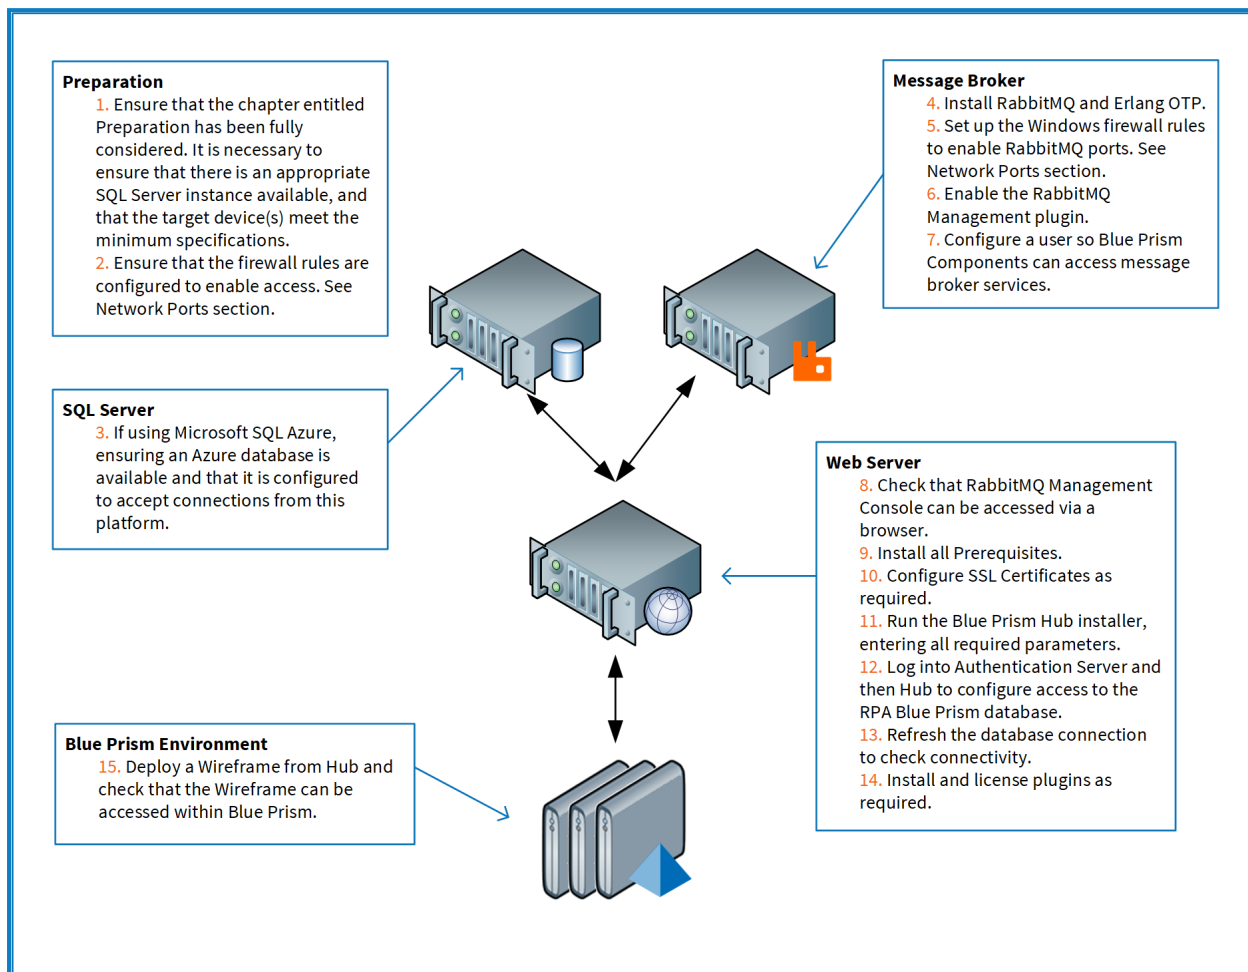 Preparation
1. Ensure that the chapter entitled
Preparation has been fully
considered. It is necessary to
ensure that there is an appropriate
SQL Server instance available, and
that the target device(s) meet the
minimum specifications.
2. Ensure that the firewall rules are
configured to enable access. See
Network Ports section.
Message Broker
4. Install RabbitMQ and Erlang OTP.
5. Set up the Windows firewall rules
to enable RabbitMQ ports. See
Network Ports section.
6. Enable the RabbitMQ
Management plugin.
7. Configure a user so Blue Prism
Components can access message
broker services.
SQL Server
3. If using Microsoft SQL Azure,
ensuring an Azure database is
available and that it is configured
to accept connections from this
platform.
Web Server
8. Check that RabbitMQ Management
Console can be accessed via a
browser.
9. Install all Prerequisites.
10. Configure SSL Certificates as
required.
11. Run the Blue Prism Hub installer,
entering all required parameters.
12. Log into Authentication Server and
then Hub to configure access to the
RPA Blue Prism database.
13. Refresh the database connection
to check connectivity.
14. Install and license plugins as
required.
Blue Prism Environment
15. Deploy a Wireframe from Hub and
check that the Wireframe can be
accessed within Blue Prism.